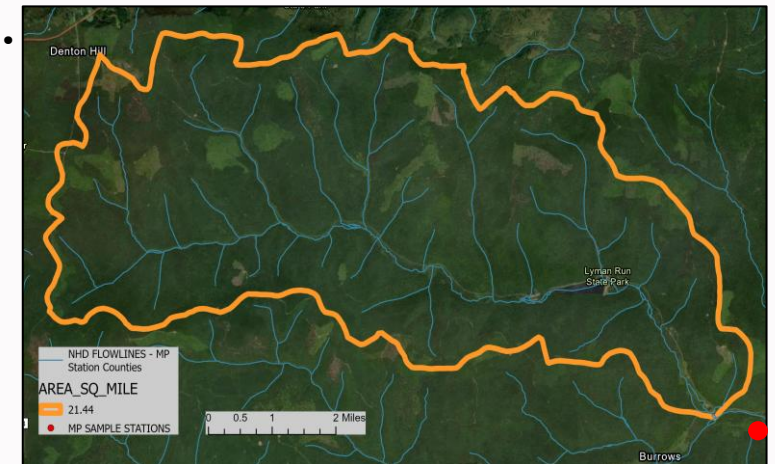 Denton Hill
Lyman Run
State Park
NHD FLOWLINES - MP
Station Counties
AREA_SQ_MILE
21.44
MP SAMPLE STATIONS
0 0.5 1 2 Miles
Burrows